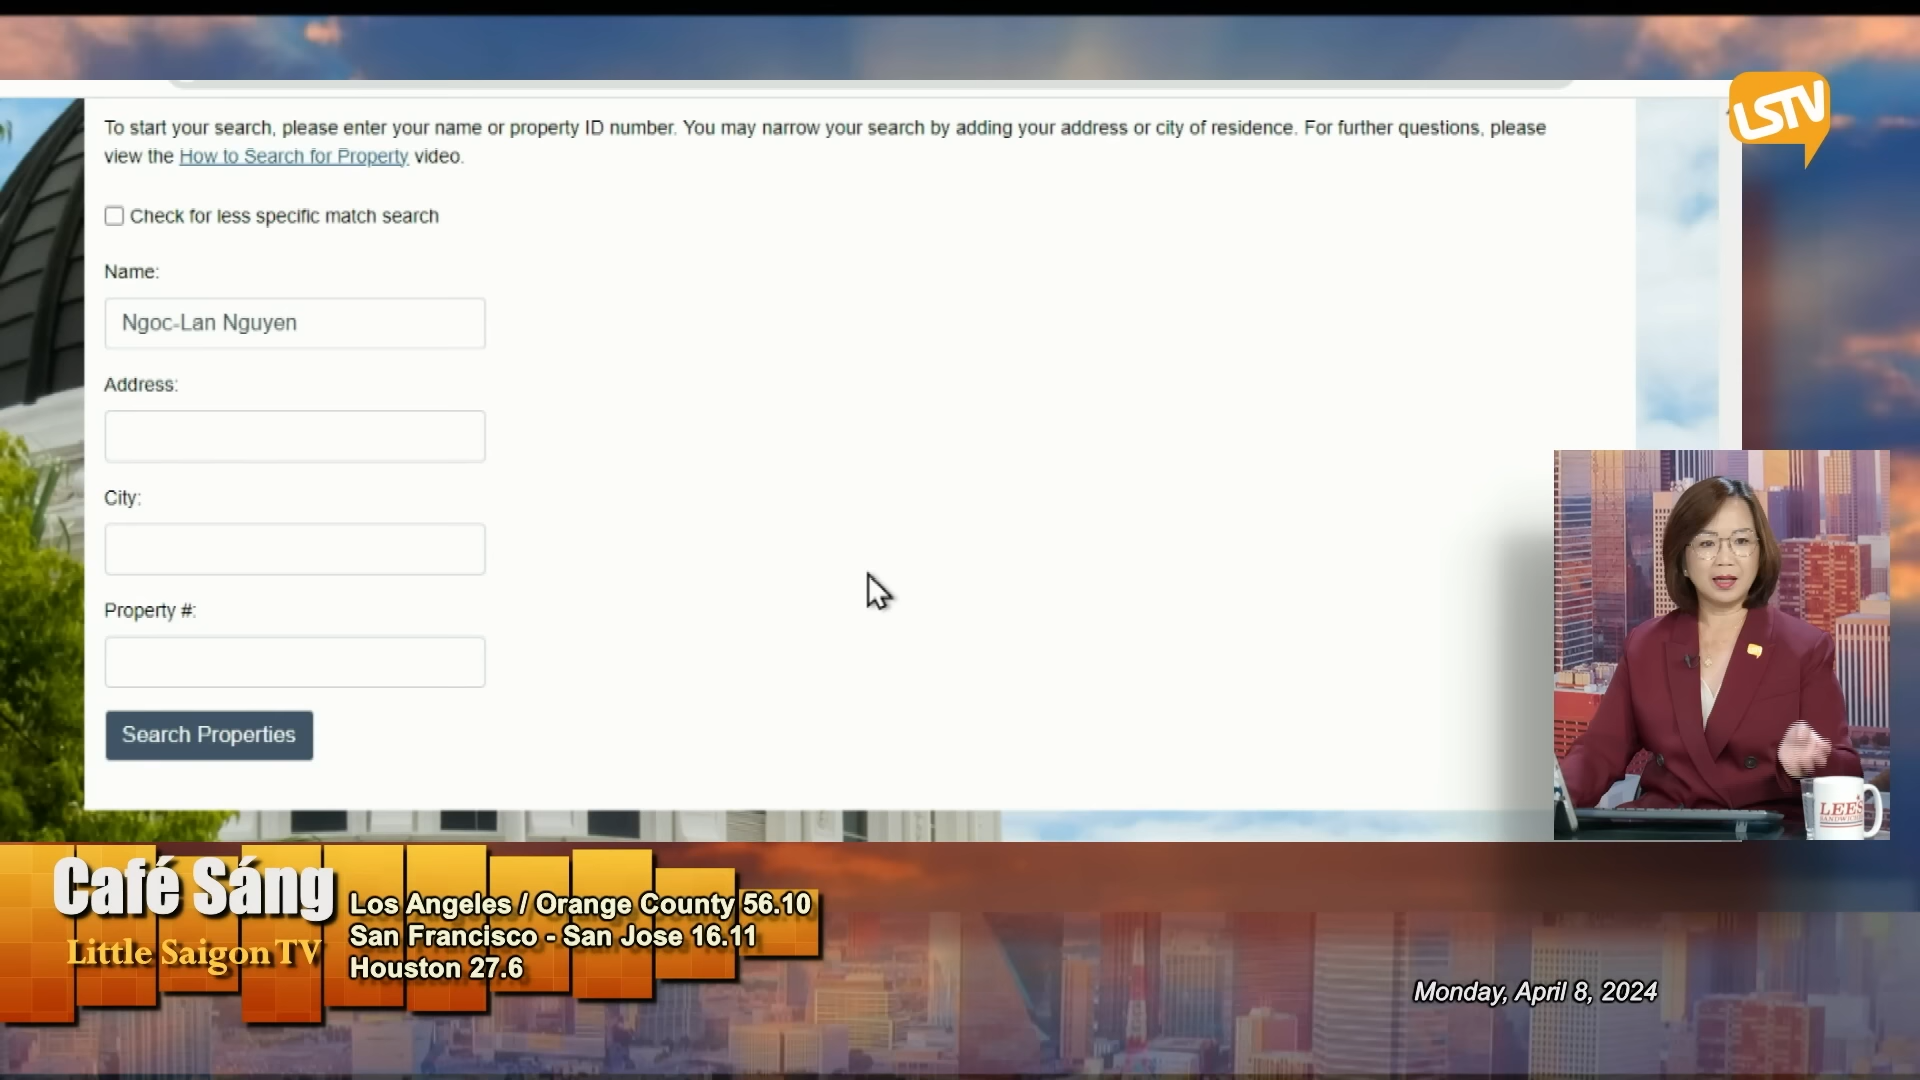 LSTV
To start your search, please enter your name or property ID number. You may narrow your search by adding your address or city of residence. For further questions, please
view the How to Search for Property video.
Check for less specific match search
Name:
Ngoc-Lan Nguyen
Address:
City:
Property #:
Search Properties
LEE'S
SANDWICHES
Café Sáng
Little Saigon TV
Los Angeles / Orange County 56.10
San Francisco - San Jose 16.11
Houston 27.6
Monday, April 8, 2024